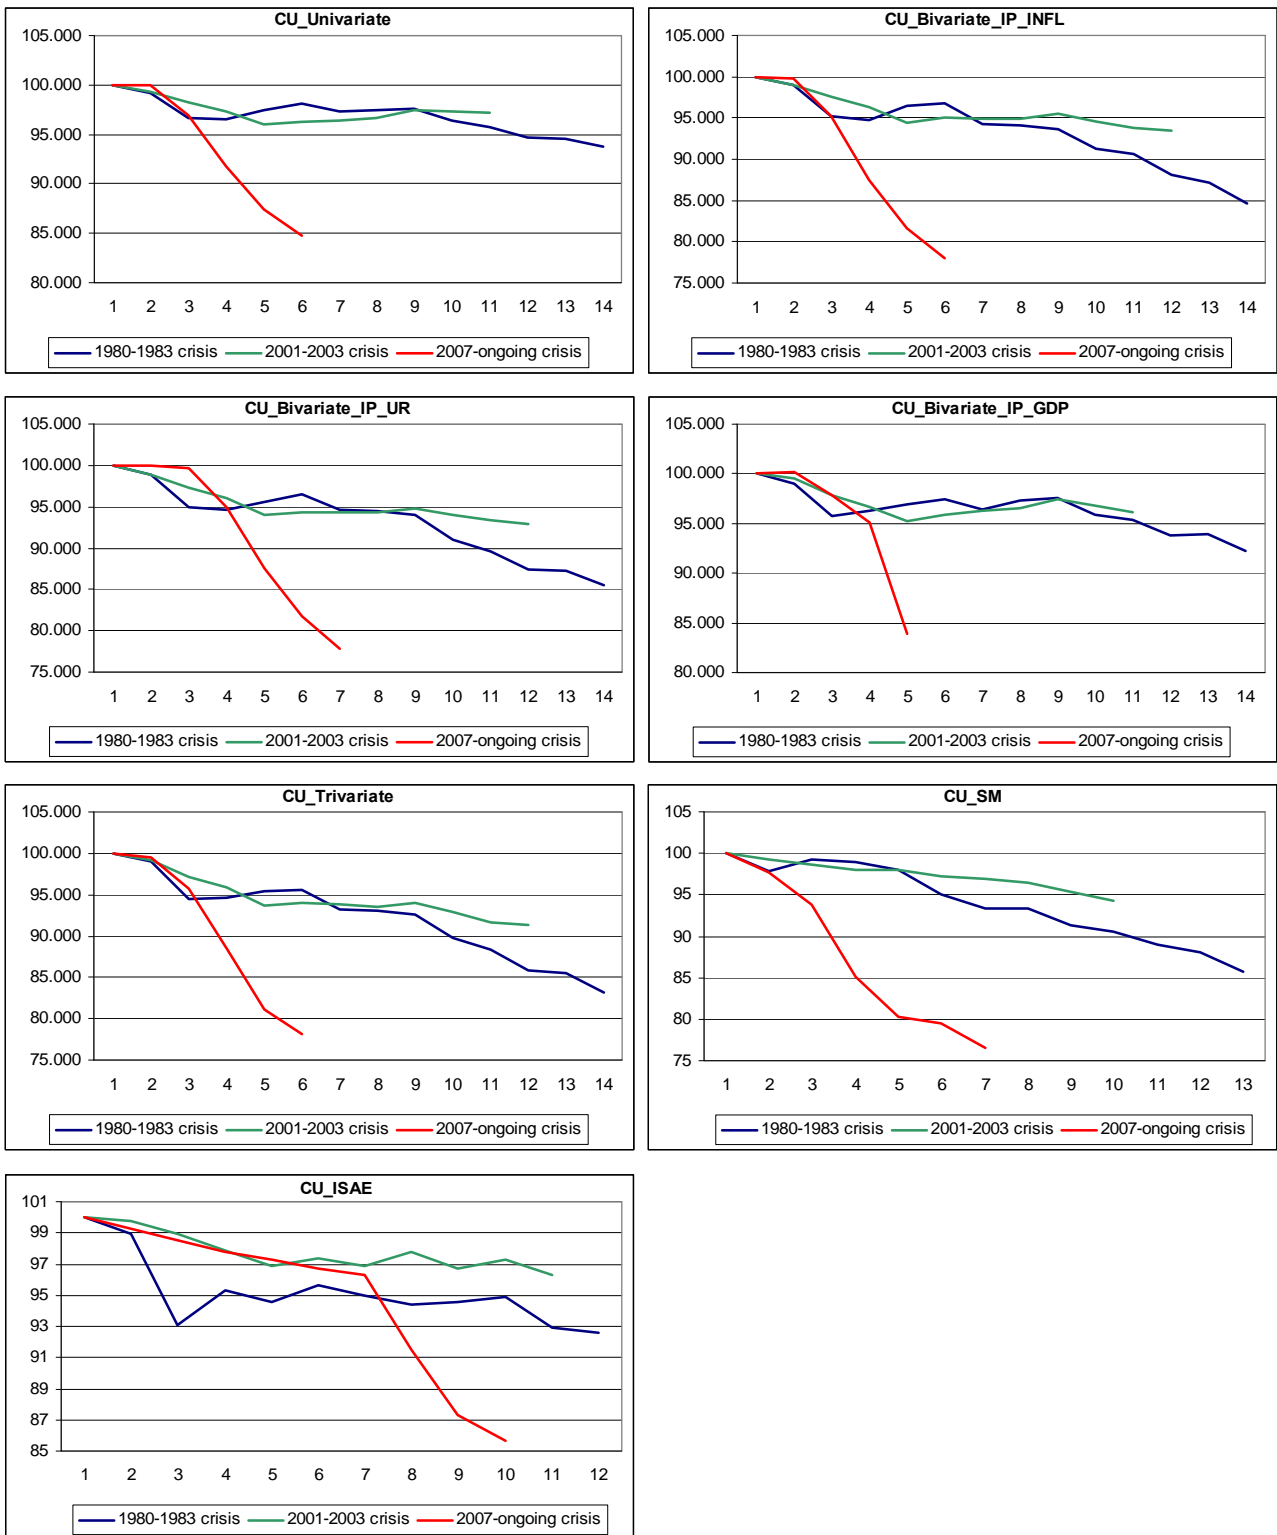 CU_Univariate
105.000
100.000
95.000
90.000
85.000
80.000
1 2 3 4 5 6 7 8 9 10 11 12 13 14
1980-1983 crisis 2001-2003 crisis 2007-ongoing crisis
CU_Bivariate_IP_INFL
105.000
100.000
95.000
90.000
85.000
80.000
75.000
1 2 3 4 5 6 7 8 9 10 11 12 13 14
1980-1983 crisis 2001-2003 crisis 2007-ongoing crisis
CU_Bivariate_IP_UR
105.000
100.000
95.000
90.000
85.000
80.000
75.000
1 2 3 4 5 6 7 8 9 10 11 12 13 14
1980-1983 crisis 2001-2003 crisis 2007-ongoing crisis
CU_Bivariate_IP_GDP
105.000
100.000
95.000
90.000
85.000
80.000
1 2 3 4 5 6 7 8 9 10 11 12 13 14
1980-1983 crisis 2001-2003 crisis 2007-ongoing crisis
CU_Trivariate
105.000
100.000
95.000
90.000
85.000
80.000
75.000
1 2 3 4 5 6 7 8 9 10 11 12 13 14
1980-1983 crisis 2001-2003 crisis 2007-ongoing crisis
CU_SM
105
100
95
90
85
80
75
1 2 3 4 5 6 7 8 9 10 11 12 13
1980-1983 crisis 2001-2003 crisis 2007-ongoing crisis
CU_ISAE
101
99
97
95
93
91
89
87
85
1 2 3 4 5 6 7 8 9 10 11 12
1980-1983 crisis 2001-2003 crisis 2007-ongoing crisis